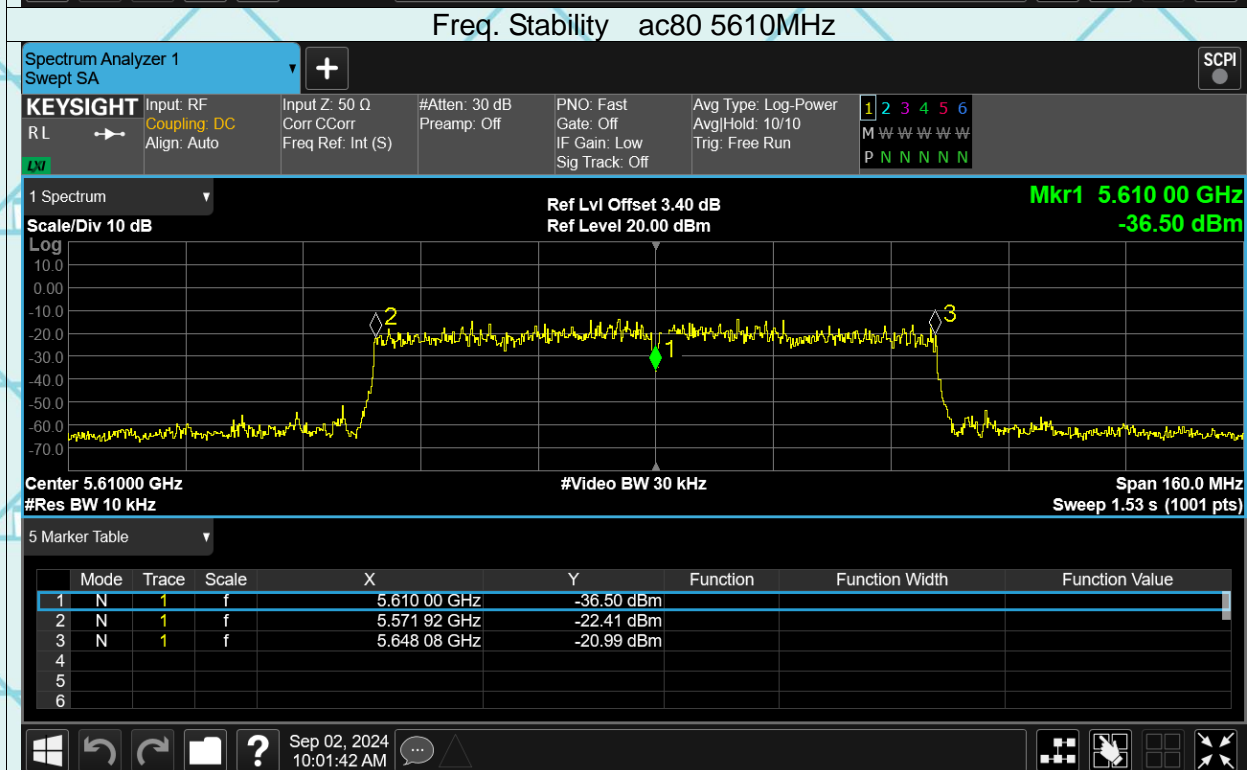 Freq. Stability ac80 5610MHz
Spectrum Analyzer 1
Swept SA
+
SCPI
KEYSIGHT
RL
LXI
Input: RF
Coupling: DC
Align: Auto
Input Z: 50 Ω
Corr CCorr
Freq Ref: Int (S)
#Atten: 30 dB
Preamp: Off
PNO: Fast
Gate: Off
IF Gain: Low
Sig Track: Off
Avg Type: Log-Power
Avg|Hold: 10/10
Trig: Free Run
1 2 3 4 5 6
M W W W W W W
P N N N N N N
1 Spectrum
Scale/Div 10 dB
Ref Lvl Offset 3.40 dB
Ref Level 20.00 dBm
Mkr1 5.610 00 GHz
-36.50 dBm
Log
10.0
0.00
-10.0
-20.0
-30.0
-40.0
-50.0
-60.0
-70.0
2
1
3
Center 5.61000 GHz
#Video BW 30 kHz
Span 160.0 MHz
#Res BW 10 kHz
Sweep 1.53 s (1001 pts)
5 Marker Table
Mode Trace Scale X Y Function Function Width Function Value
1 N 1 f 5.610 00 GHz -36.50 dBm
2 N 1 f 5.571 92 GHz -22.41 dBm
3 N 1 f 5.648 08 GHz -20.99 dBm
4
5
6
?
Sep 02, 2024
10:01:42 AM